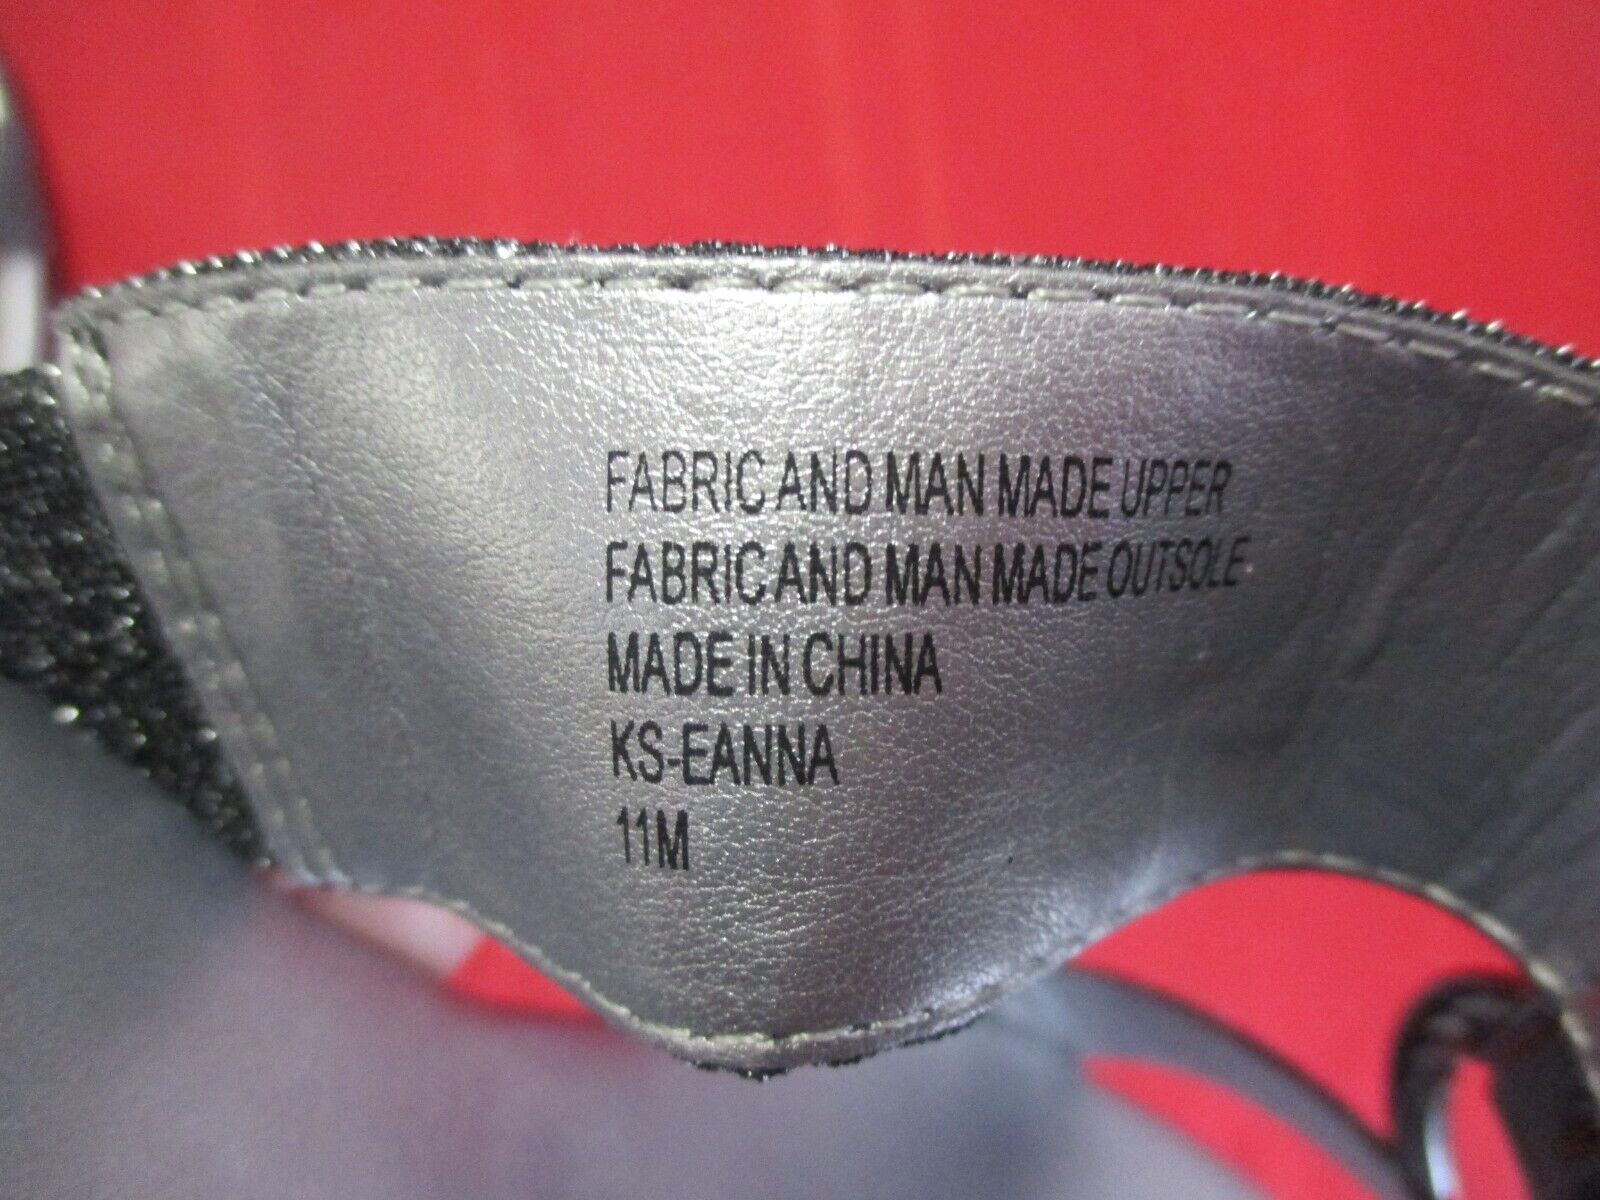 FABRIC AND MAN MADE UPPER
FABRIC AND MAN MADE OUTSOLE
MADE IN CHINA
KS-EANNA
11M